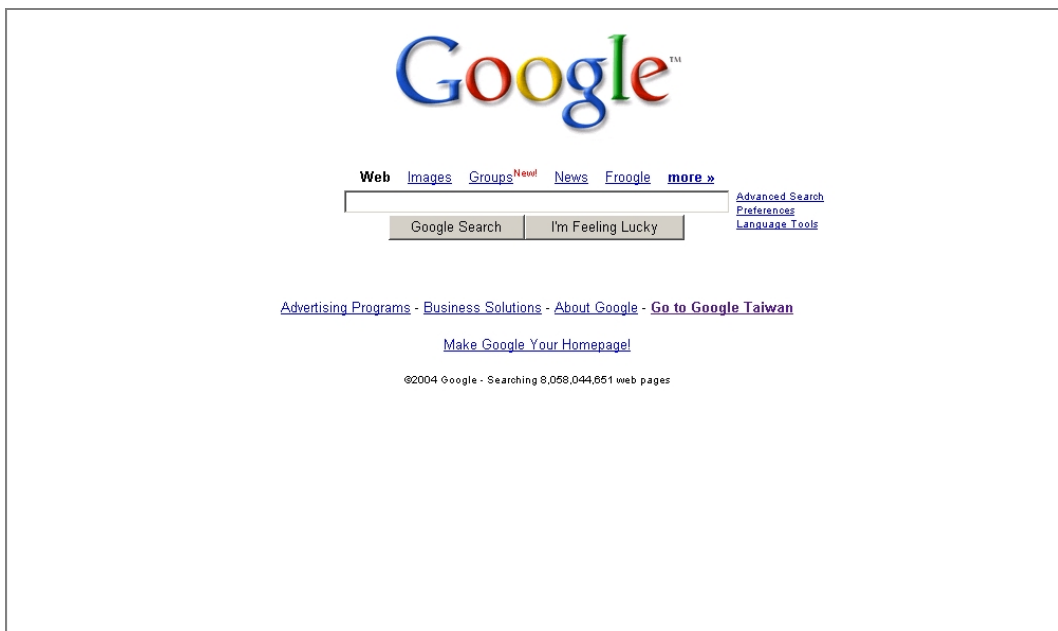 Google™
Web Images Groups New! News Froogle more »
Advanced Search
Preferences
Language Tools
Google Search I'm Feeling Lucky
Advertising Programs - Business Solutions - About Google - Go to Google Taiwan
Make Google Your Homepage!
©2004 Google - Searching 8,058,044,651 web pages